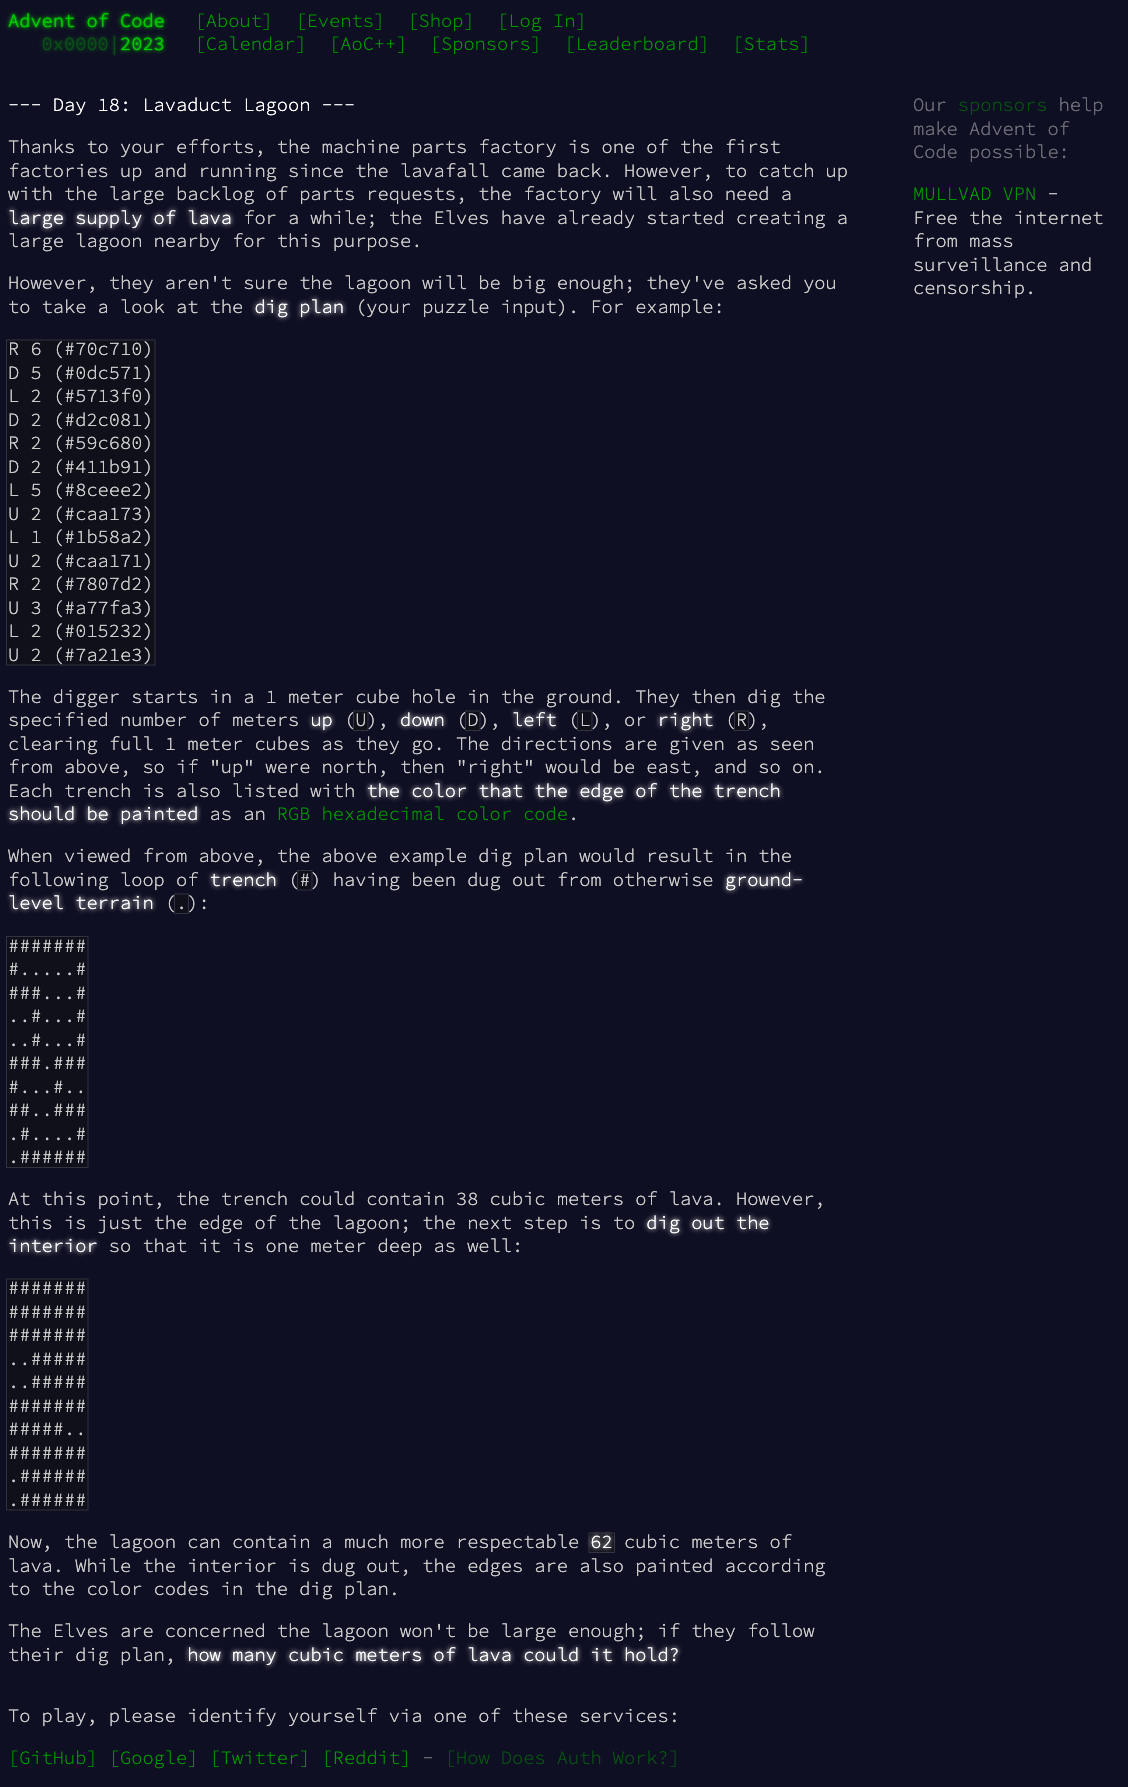 Advent of Code [About] [Events] [Shop] [Log In]
0x0000|2023 [Calendar] [AoC++] [Sponsors] [Leaderboard] [Stats]
--- Day 18: Lavaduct Lagoon ---
Thanks to your efforts, the machine parts factory is one of the first
factories up and running since the lavafall came back. However, to catch up
with the large backlog of parts requests, the factory will also need a
large supply of lava for a while; the Elves have already started creating a
large lagoon nearby for this purpose.
However, they aren't sure the lagoon will be big enough; they've asked you
to take a look at the dig plan (your puzzle input). For example:
R 6 (#70c710)
D 5 (#0dc571)
L 2 (#5713f0)
D 2 (#d2c081)
R 2 (#59c680)
D 2 (#411b91)
L 5 (#8ceee2)
U 2 (#caa173)
L 1 (#1b58a2)
U 2 (#caa171)
R 2 (#7807d2)
U 3 (#a77fa3)
L 2 (#015232)
U 2 (#7a21e3)
The digger starts in a 1 meter cube hole in the ground. They then dig the
specified number of meters up (U), down (D), left (L), or right (R),
clearing full 1 meter cubes as they go. The directions are given as seen
from above, so if "up" were north, then "right" would be east, and so on.
Each trench is also listed with the color that the edge of the trench
should be painted as an RGB hexadecimal color code.
When viewed from above, the above example dig plan would result in the
following loop of trench (#) having been dug out from otherwise ground-
level terrain (.):
#######
#.....#
###...#
..#...#
..#...#
###.###
#...#..
##..###
.#....#
.######
At this point, the trench could contain 38 cubic meters of lava. However,
this is just the edge of the lagoon; the next step is to dig out the
interior so that it is one meter deep as well:
#######
#######
#######
..#####
..#####
#######
#####..
#######
.######
.######
Now, the lagoon can contain a much more respectable 62 cubic meters of
lava. While the interior is dug out, the edges are also painted according
to the color codes in the dig plan.
The Elves are concerned the lagoon won't be large enough; if they follow
their dig plan, how many cubic meters of lava could it hold?
To play, please identify yourself via one of these services:
[GitHub] [Google] [Twitter] [Reddit] - [How Does Auth Work?]
Our sponsors help
make Advent of
Code possible:
MULLVAD VPN -
Free the internet
from mass
surveillance and
censorship.